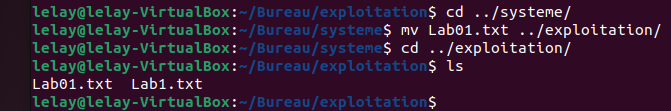 lelay@lelay-VirtualBox:~/Bureau/exploitation$ cd ../systeme/
lelay@lelay-VirtualBox:~/Bureau/systeme$ mv Lab01.txt ../exploitation/
lelay@lelay-VirtualBox:~/Bureau/systeme$ cd ../exploitation/
lelay@lelay-VirtualBox:~/Bureau/exploitation$ ls
Lab01.txt  Lab1.txt
lelay@lelay-VirtualBox:~/Bureau/exploitation$